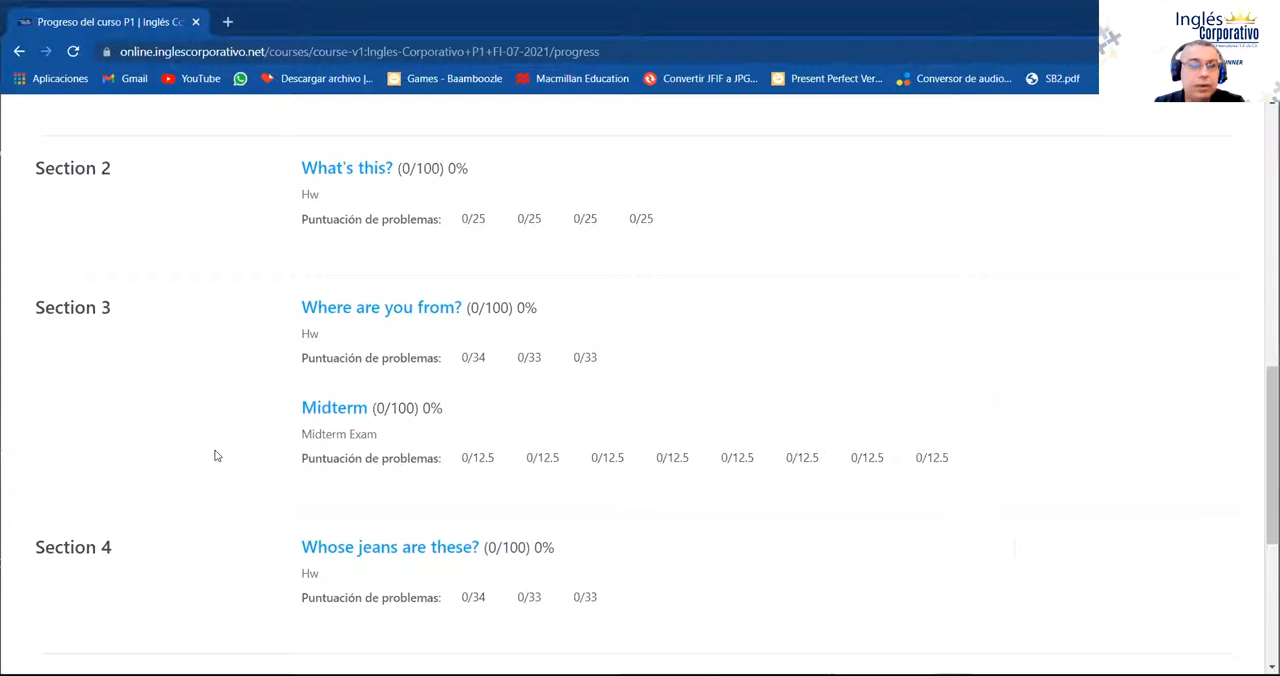 Progreso del curso P1 | Inglés Co
online.inglescorporativo.net/courses/course-v1:Ingles-Corporativo+P1+FI-07-2021/progress
Aplicaciones Gmail YouTube Descargar archivo |... Games - Baamboozle Macmillan Education Convertir JFIF a JPG... Present Perfect Ver... Conversor de audio... SB2.pdf
Inglés
Corporativo
Section 2
What's this? (0/100) 0%
Hw
Puntuación de problemas: 0/25 0/25 0/25 0/25
Section 3
Where are you from? (0/100) 0%
Hw
Puntuación de problemas: 0/34 0/33 0/33
Midterm (0/100) 0%
Midterm Exam
Puntuación de problemas: 0/12.5 0/12.5 0/12.5 0/12.5 0/12.5 0/12.5 0/12.5 0/12.5
Section 4
Whose jeans are these? (0/100) 0%
Hw
Puntuación de problemas: 0/34 0/33 0/33